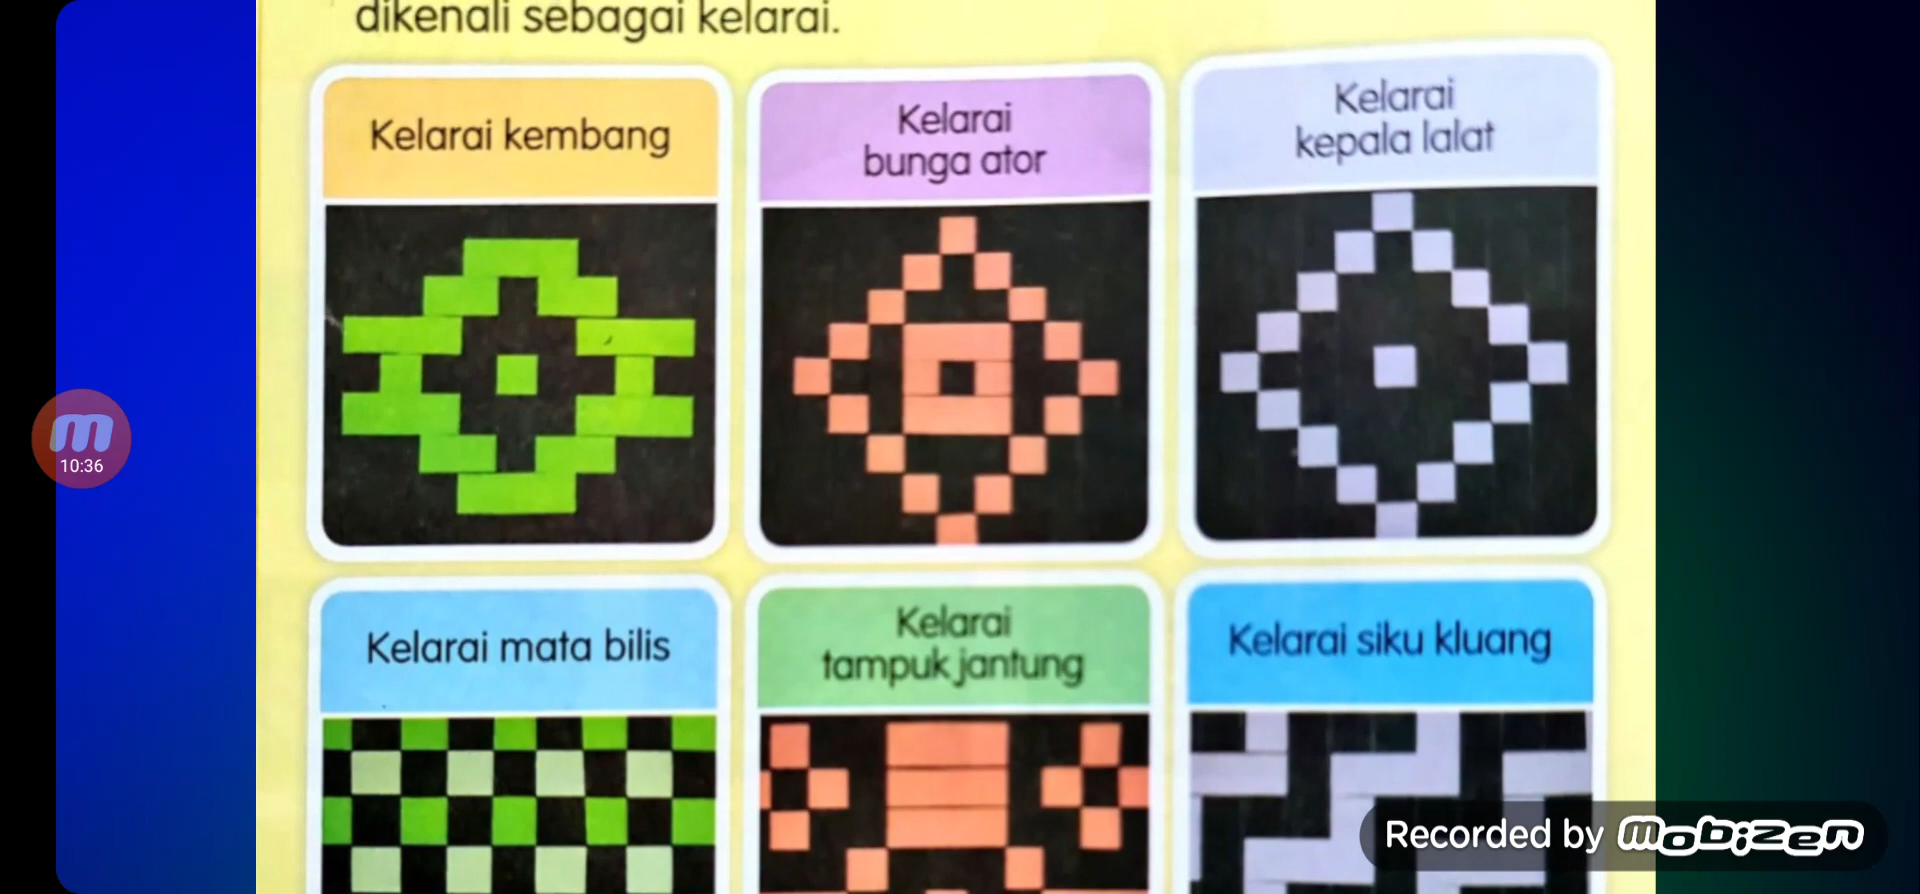 dikenali sebagai kelarai.
Kelarai kembang
Kelarai
bunga ator
Kelarai
kepala lalat
Kelarai mata bilis
Kelarai
tampuk jantung
Kelarai siku kluang
m
10:36
Recorded by mobizen